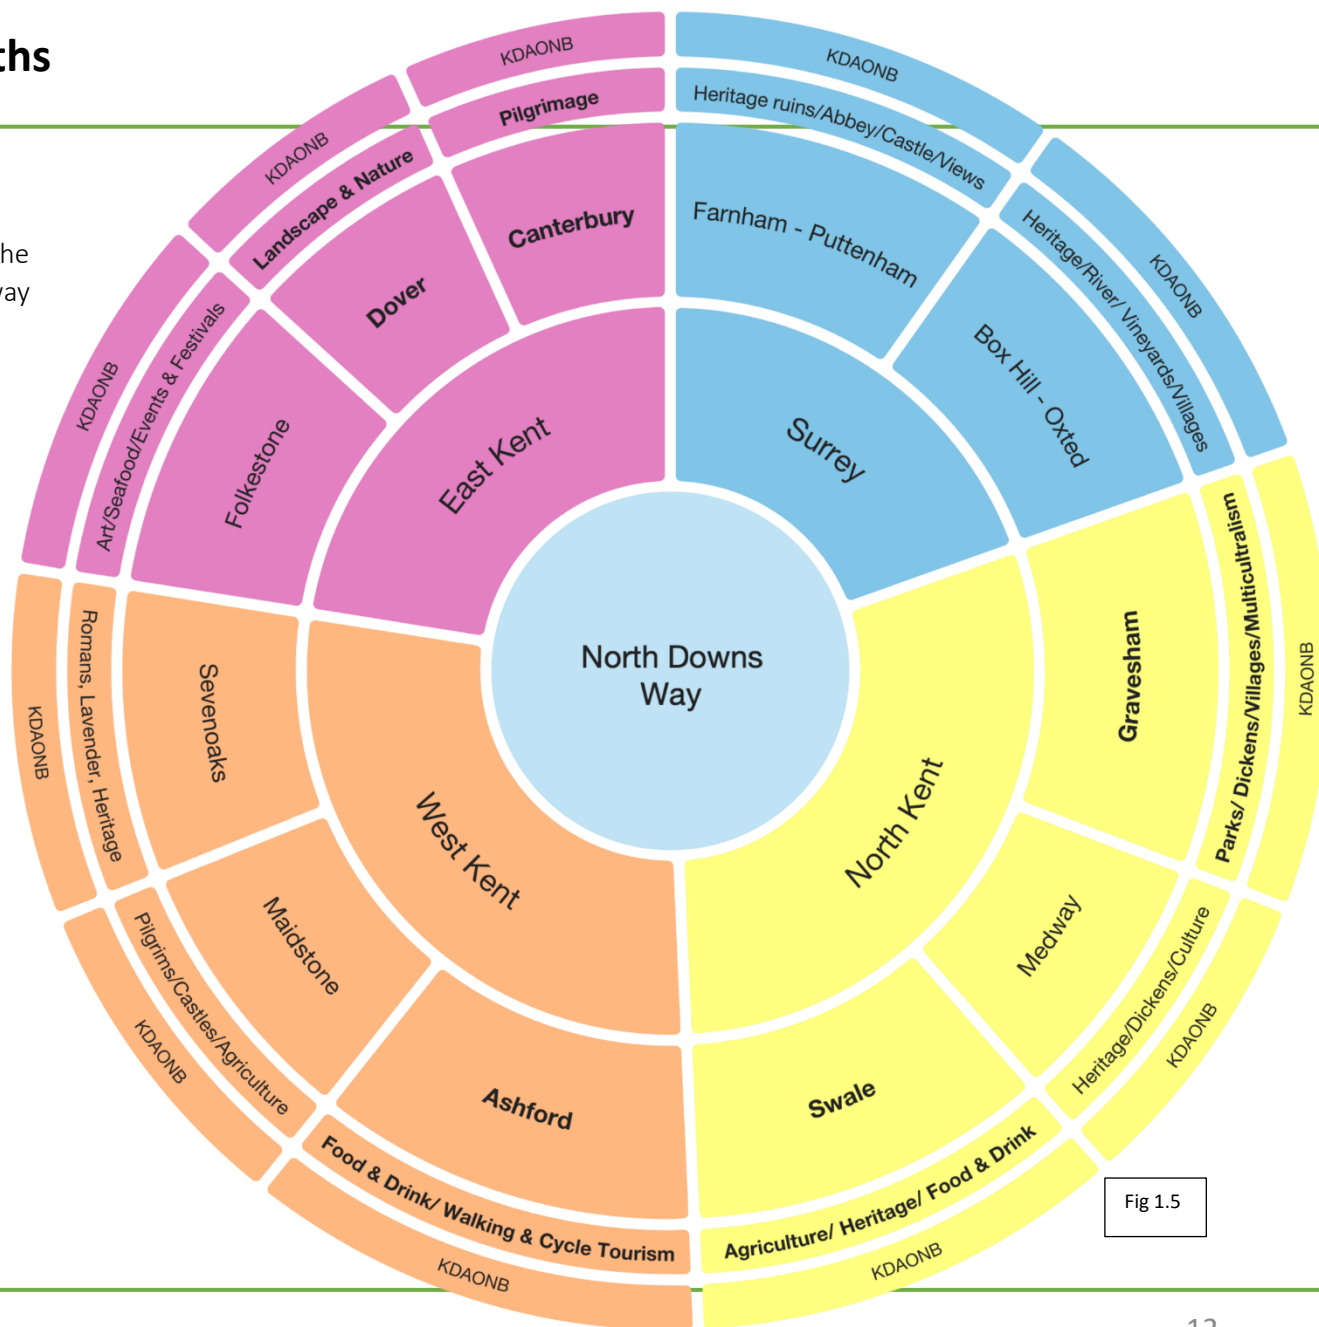 ths
he
way
North Downs
Way
Surrey
Farnham - Puttenham
Heritage ruins/Abbey/Castle/Views
KDAONB
Box Hill - Oxted
Heritage/River/ Vineyards/Villages
KDAONB
North Kent
Gravesham
Parks/ Dickens/Villages/Multicultralism
KDAONB
Medway
Heritage/Dickens/Culture
KDAONB
Swale
Agriculture/ Heritage/ Food & Drink
KDAONB
West Kent
Ashford
Food & Drink/ Walking & Cycle Tourism
KDAONB
Maidstone
Pilgrims/Castles/Agriculture
KDAONB
Sevenoaks
Romans, Lavender, Heritage
KDAONB
East Kent
Folkestone
Art/Seafood/Events & Festivals
KDAONB
Dover
Landscape & Nature
KDAONB
Canterbury
Pilgrimage
KDAONB
Fig 1.5